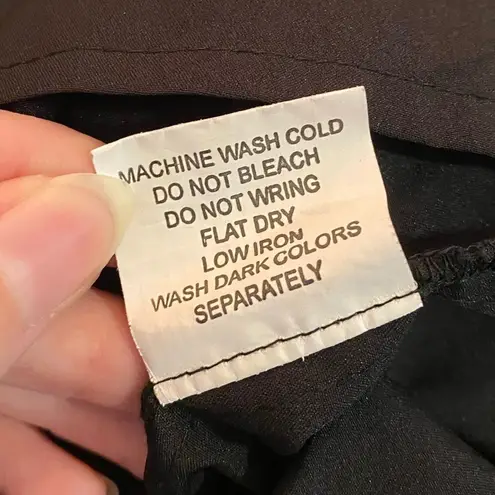 MACHINE WASH COLD
DO NOT BLEACH
DO NOT WRING
FLAT DRY
LOW IRON
WASH DARK COLORS
SEPARATELY